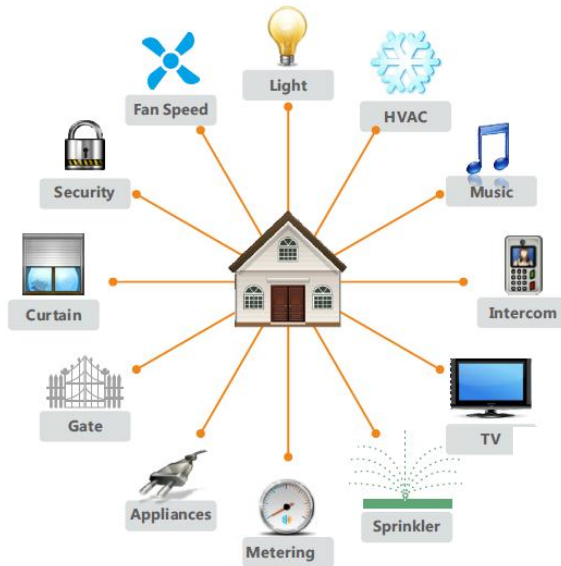 Light
Fan Speed
HVAC
Security
Music
Curtain
Intercom
Gate
TV
Appliances
Sprinkler
Metering